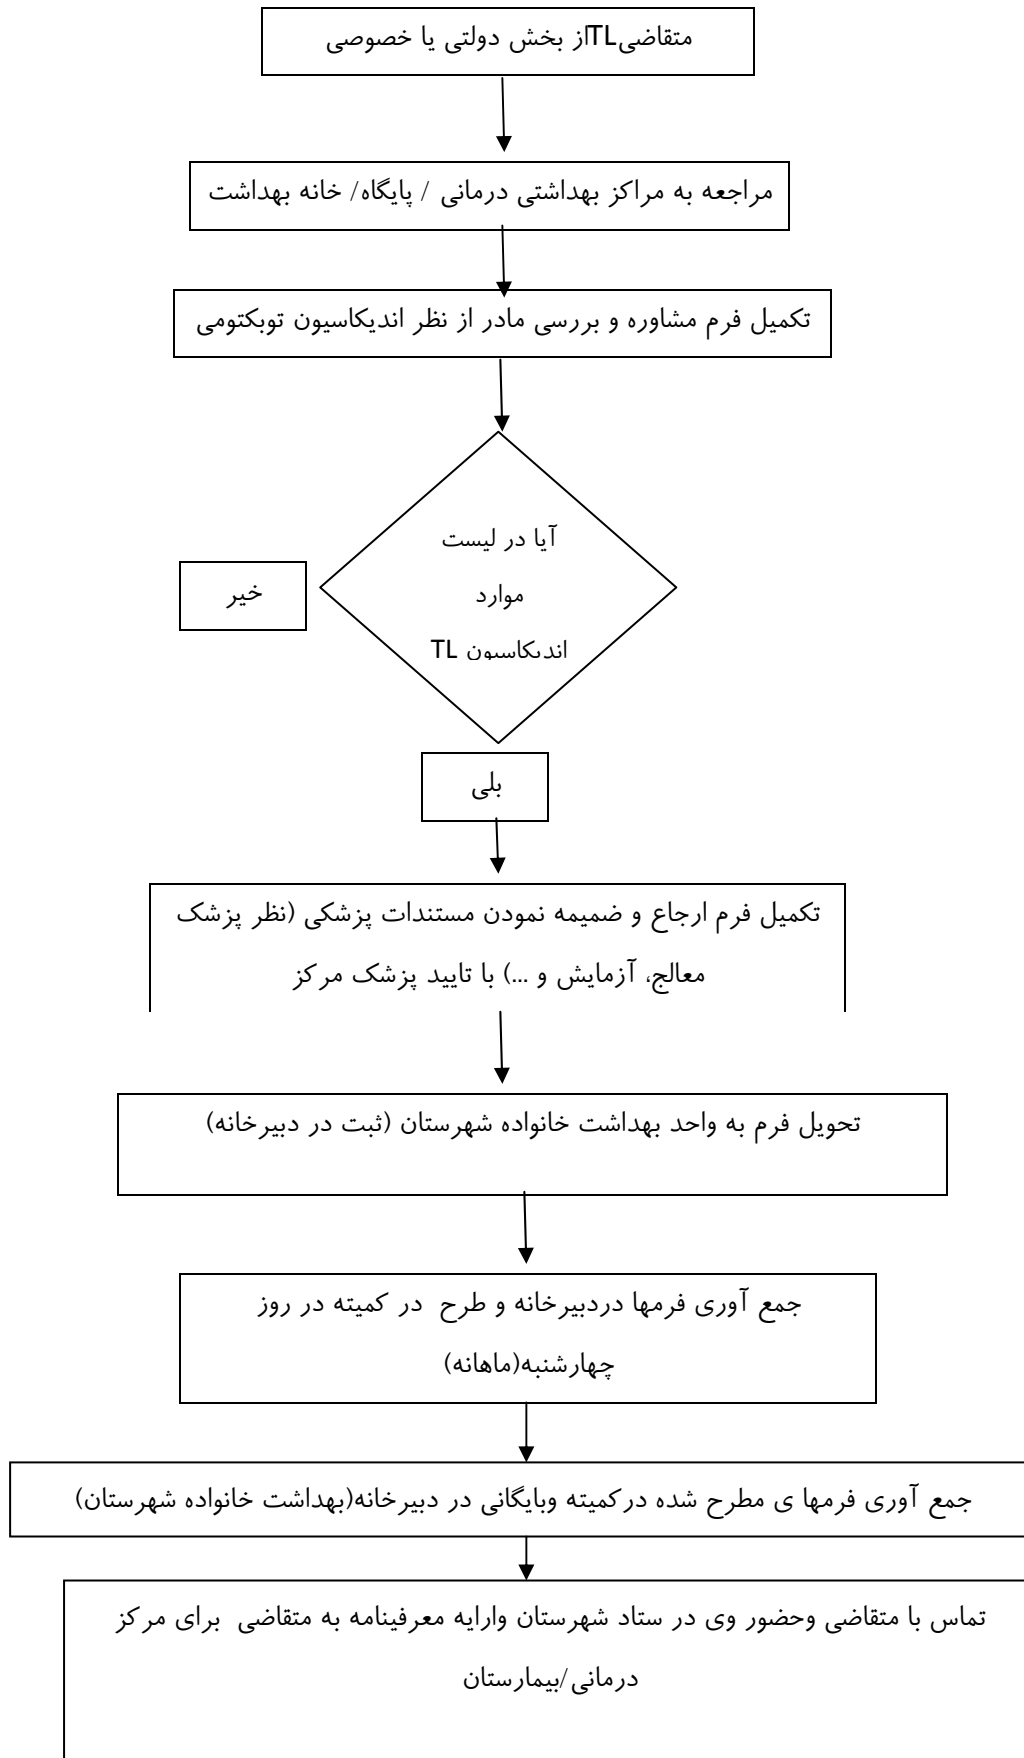 متقاضیTLاز بخش دولتی یا خصوصی
مراجعه به مراکز بهداشتی درمانی / پایگاه/ خانه بهداشت
تکمیل فرم مشاوره و بررسی مادر از نظر اندیکاسیون توبکتومی
آیا در لیست
موارد
اندیکاسیون TL
خیر
بلی
تکمیل فرم ارجاع و ضمیمه نمودن مستندات پزشکی (نظر پزشک
معالج، آزمایش و ...) با تایید پزشک مرکز
تحویل فرم به واحد بهداشت خانواده شهرستان (ثبت در دبیرخانه)
جمع آوری فرمها دردبیرخانه و طرح در کمیته در روز
چهارشنبه(ماهانه)
جمع آوری فرمها ی مطرح شده درکمیته وبایگانی در دبیرخانه(بهداشت خانواده شهرستان)
تماس با متقاضی وحضور وی در ستاد شهرستان وارایه معرفینامه به متقاضی برای مرکز
درمانی/بیمارستان